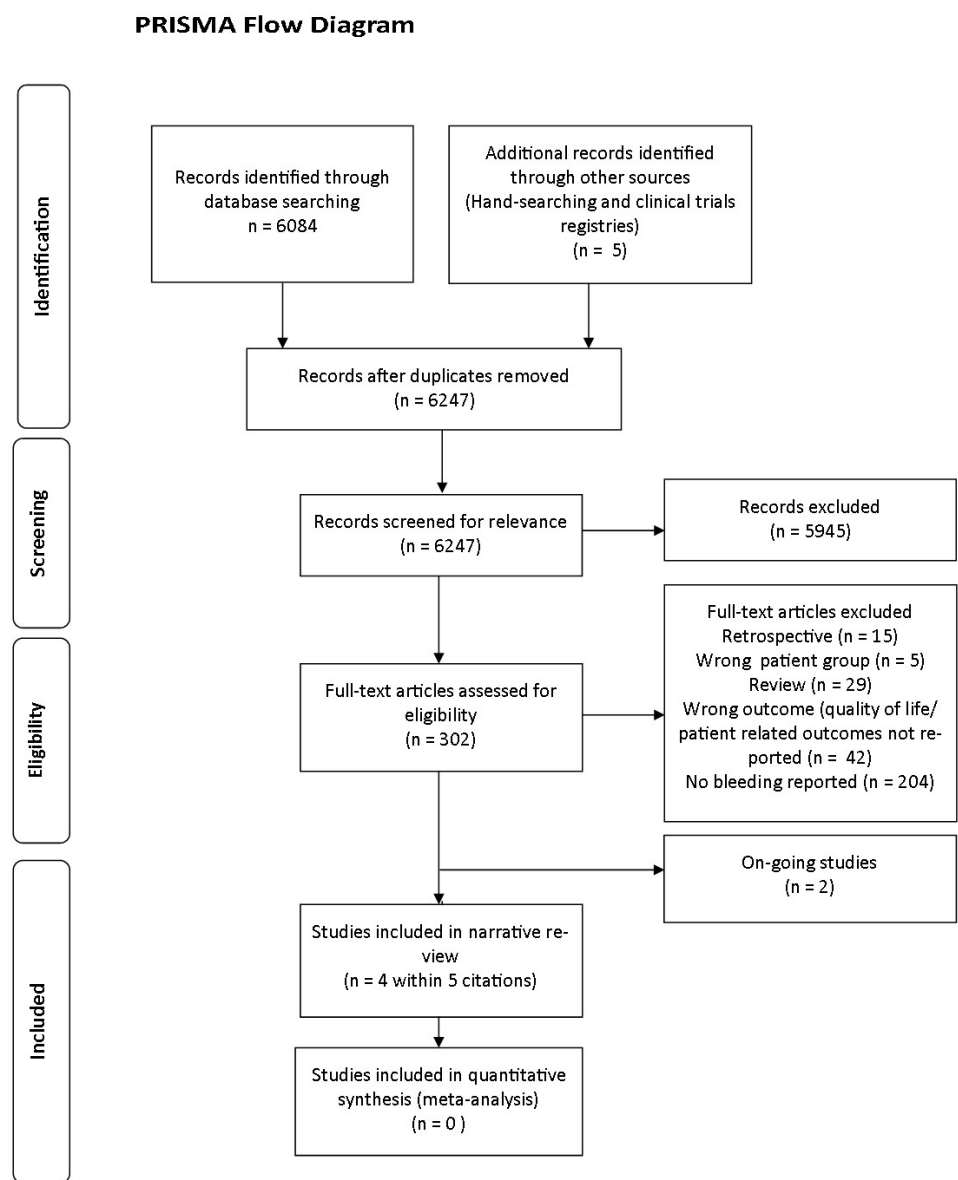 PRISMA Flow Diagram
Identification
Records identified through
database searching
n = 6084
Additional records identified
through other sources
(Hand-searching and clinical trials
registries)
(n = 5)
Records after duplicates removed
(n = 6247)
Screening
Records screened for relevance
(n = 6247)
Records excluded
(n = 5945)
Eligibility
Full-text articles assessed for
eligibility
(n = 302)
Full-text articles excluded
Retrospective (n = 15)
Wrong patient group (n = 5)
Review (n = 29)
Wrong outcome (quality of life/
patient related outcomes not re-
ported (n = 42)
No bleeding reported (n = 204)
On-going studies
(n = 2)
Included
Studies included in narrative re-
view
(n = 4 within 5 citations)
Studies included in quantitative
synthesis (meta-analysis)
(n = 0 )